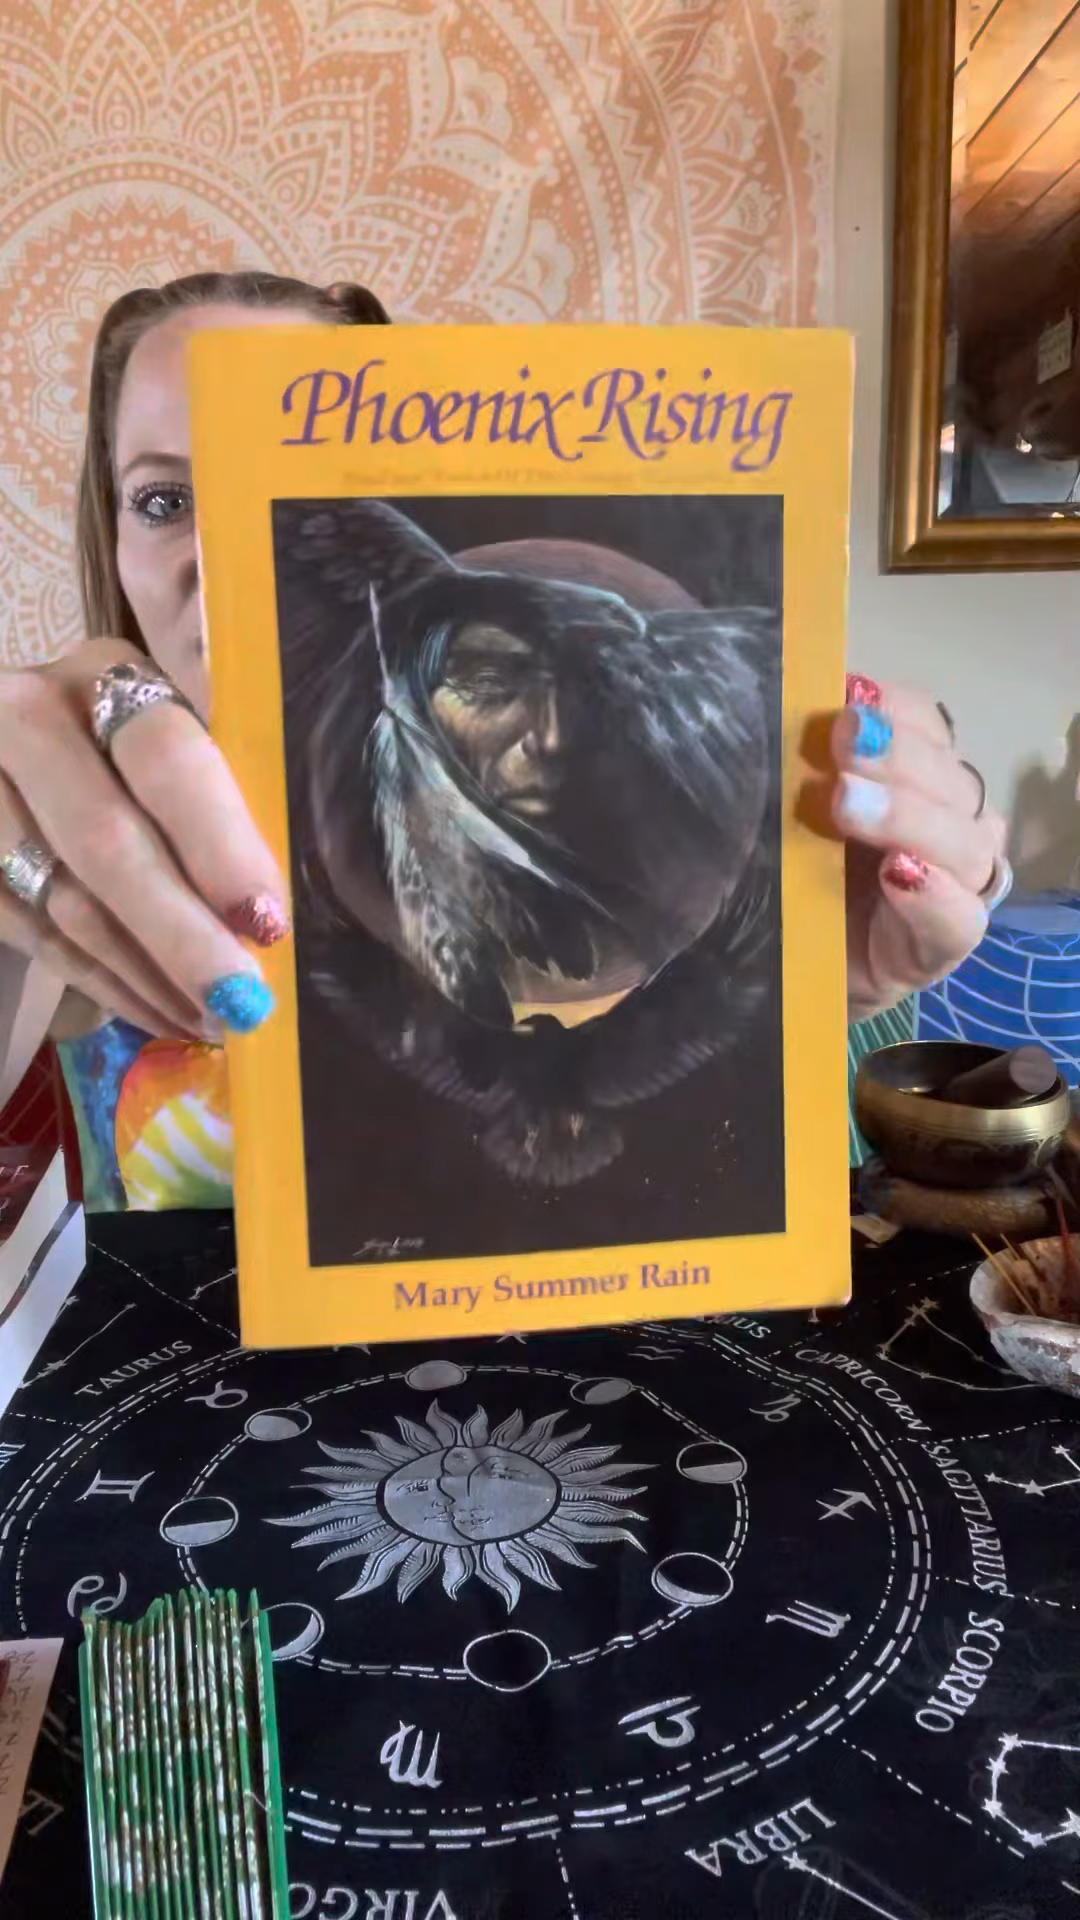 Phoenix Rising
Mary Summer Rain
TAURUS
CAPRICORN
SAGITTARIUS
SCORPIO
LIBRA
VIRGO